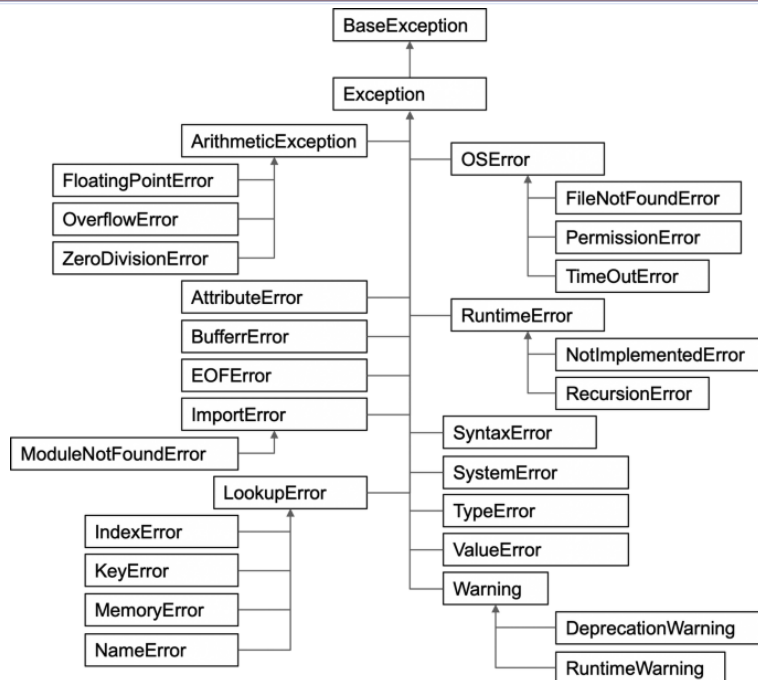 BaseException
Exception
ArithmeticException
FloatingPointError
OverflowError
ZeroDivisionError
AttributeError
BufferrError
EOFError
ImportError
ModuleNotFoundError
LookupError
IndexError
KeyError
MemoryError
NameError
OSError
FileNotFoundError
PermissionError
TimeOutError
RuntimeError
NotImplementedError
RecursionError
SyntaxError
SystemError
TypeError
ValueError
Warning
DeprecationWarning
RuntimeWarning